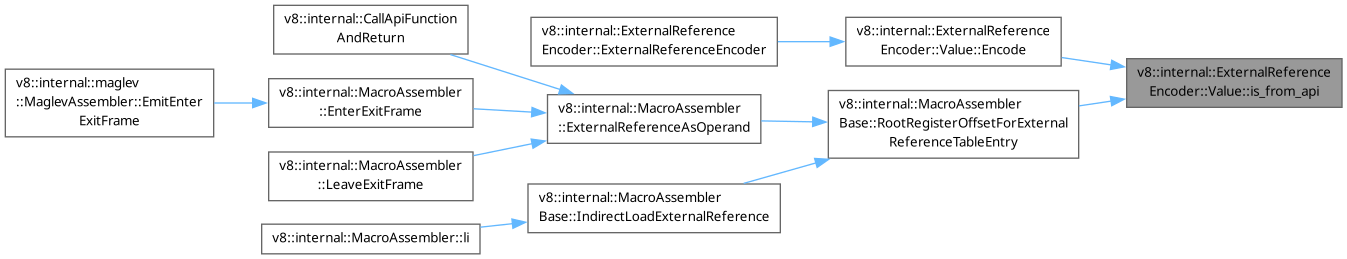 v8::internal::CallApiFunction
AndReturn
v8::internal::ExternalReference
Encoder::ExternalReferenceEncoder
v8::internal::ExternalReference
Encoder::Value::Encode
v8::internal::ExternalReference
Encoder::Value::is_from_api
v8::internal::maglev
::MaglevAssembler::EmitEnter
ExitFrame
v8::internal::MacroAssembler
::EnterExitFrame
v8::internal::MacroAssembler
::ExternalReferenceAsOperand
v8::internal::MacroAssembler
Base::RootRegisterOffsetForExternal
ReferenceTableEntry
v8::internal::MacroAssembler
::LeaveExitFrame
v8::internal::MacroAssembler
Base::IndirectLoadExternalReference
v8::internal::MacroAssembler::li